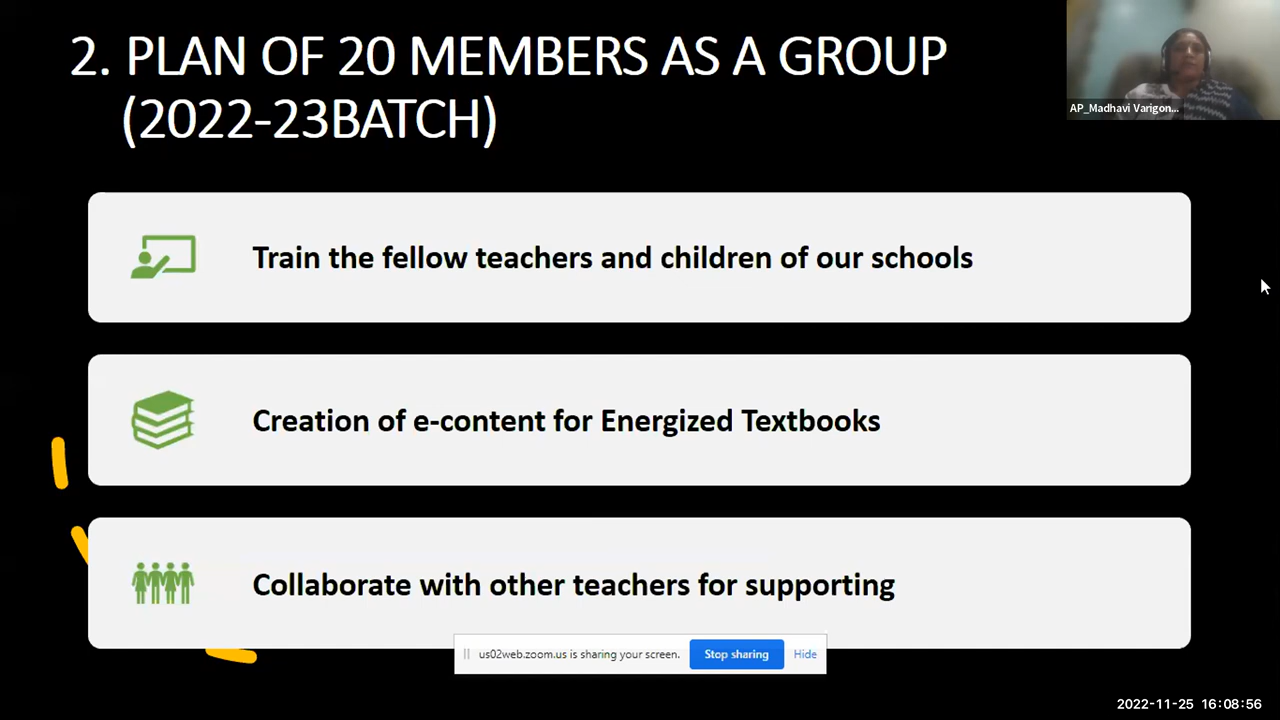 2. PLAN OF 20 MEMBERS AS A GROUP
(2022-23BATCH)
AP_Madhavi Varigon...
Train the fellow teachers and children of our schools
Creation of e-content for Energized Textbooks
Collaborate with other teachers for supporting
us02web.zoom.us is sharing your screen.
Stop sharing
Hide
2022-11-25 16:08:56